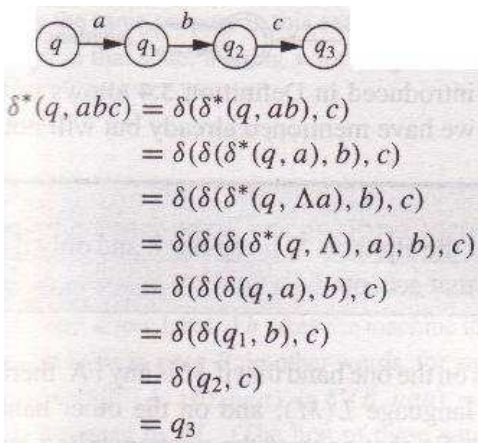 a b c
q q₁ q₂ q₃
δ*(q, abc) = δ(δ*(q, ab), c)
= δ(δ(δ*(q, a), b), c)
= δ(δ(δ*(q, Λa), b), c)
= δ(δ(δ(δ*(q, Λ), a), b), c)
= δ(δ(δ(q, a), b), c)
= δ(δ(q₁, b), c)
= δ(q₂, c)
= q₃